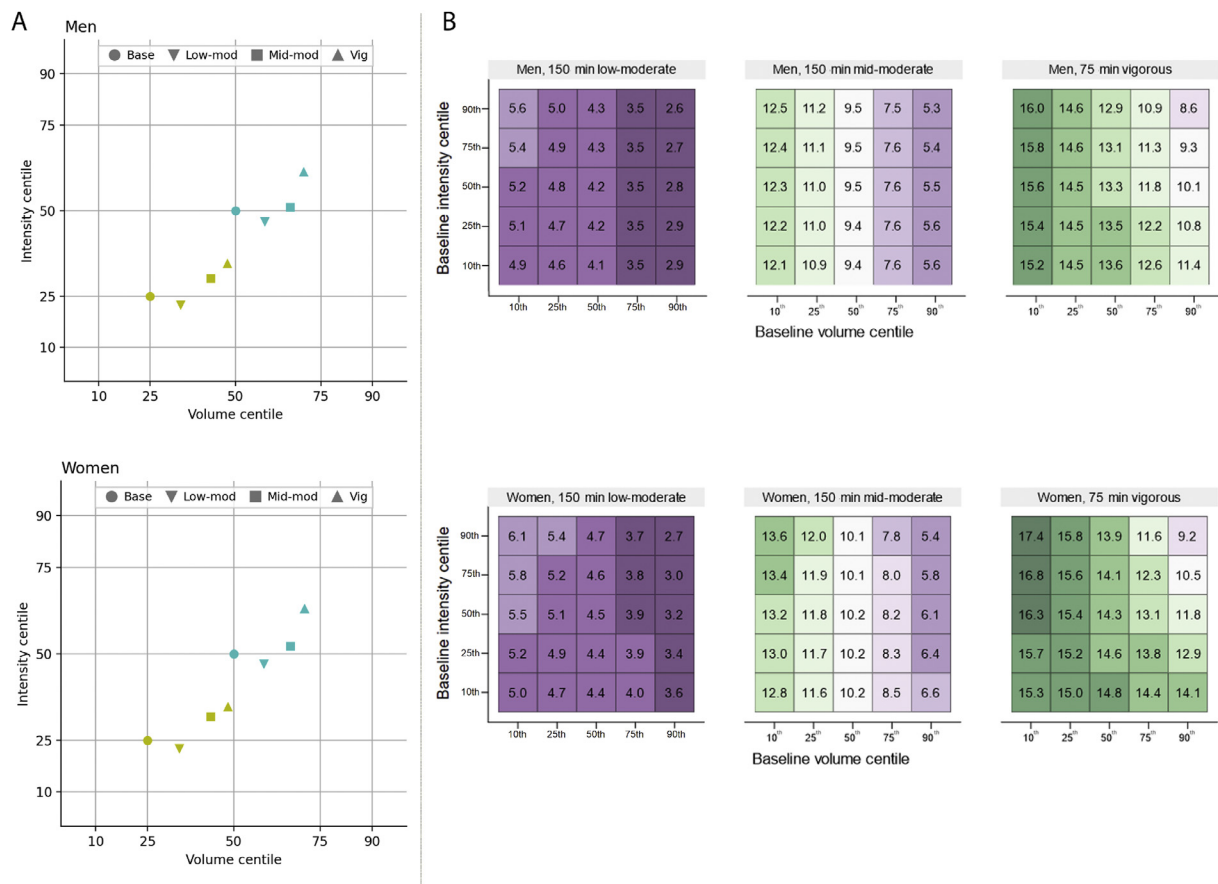 A
Men
Base Low-mod Mid-mod Vig
90
75
50
25
10
Intensity centile
10 25 50 75 90
Volume centile
Women
Base Low-mod Mid-mod Vig
90
75
50
25
10
Intensity centile
10 25 50 75 90
Volume centile
B
Men, 150 min low-moderate
Baseline intensity centile
90th 5.6 5.0 4.3 3.5 2.6
75th 5.4 4.9 4.3 3.5 2.7
50th 5.2 4.8 4.2 3.5 2.8
25th 5.1 4.7 4.2 3.5 2.9
10th 4.9 4.6 4.1 3.5 2.9
10th 25th 50th 75th 90th
Men, 150 min mid-moderate
12.5 11.2 9.5 7.5 5.3
12.4 11.1 9.5 7.6 5.4
12.3 11.0 9.5 7.6 5.5
12.2 11.0 9.4 7.6 5.6
12.1 10.9 9.4 7.6 5.6
10th 25th 50th 75th 90th
Baseline volume centile
Men, 75 min vigorous
16.0 14.6 12.9 10.9 8.6
15.8 14.6 13.1 11.3 9.3
15.6 14.5 13.3 11.8 10.1
15.4 14.5 13.5 12.2 10.8
15.2 14.5 13.6 12.6 11.4
10th 25th 50th 75th 90th
Women, 150 min low-moderate
Baseline intensity centile
90th 6.1 5.4 4.7 3.7 2.7
75th 5.8 5.2 4.6 3.8 3.0
50th 5.5 5.1 4.5 3.9 3.2
25th 5.2 4.9 4.4 3.9 3.4
10th 5.0 4.7 4.4 4.0 3.6
10th 25th 50th 75th 90th
Women, 150 min mid-moderate
13.6 12.0 10.1 7.8 5.4
13.4 11.9 10.1 8.0 5.8
13.2 11.8 10.2 8.2 6.1
13.0 11.7 10.2 8.3 6.4
12.8 11.6 10.2 8.5 6.6
10th 25th 50th 75th 90th
Baseline volume centile
Women, 75 min vigorous
17.4 15.8 13.9 11.6 9.2
16.8 15.6 14.1 12.3 10.5
16.3 15.4 14.3 13.1 11.8
15.7 15.2 14.6 13.8 12.9
15.3 15.0 14.8 14.4 14.1
10th 25th 50th 75th 90th